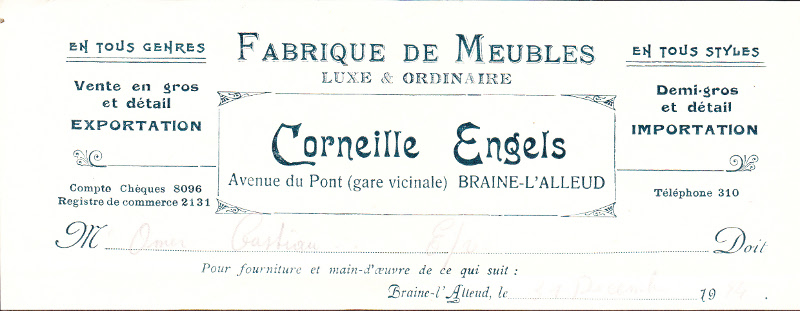 EN TOUS GENRES
FABRIQUE DE MEUBLES
EN TOUS STYLES
LUXE & ORDINAIRE
Vente en gros
et détail
EXPORTATION
Demi-gros
et détail
IMPORTATION
Corneille Engels
Avenue du Pont (gare vicinale) BRAINE-L'ALLEUD
Compte Chèques 8096
Registre de commerce 2131
Téléphone 310
M Omer Doit
Pour fourniture et main-d'œuvre de ce qui suit :
Braine-l'Alleud, le 19